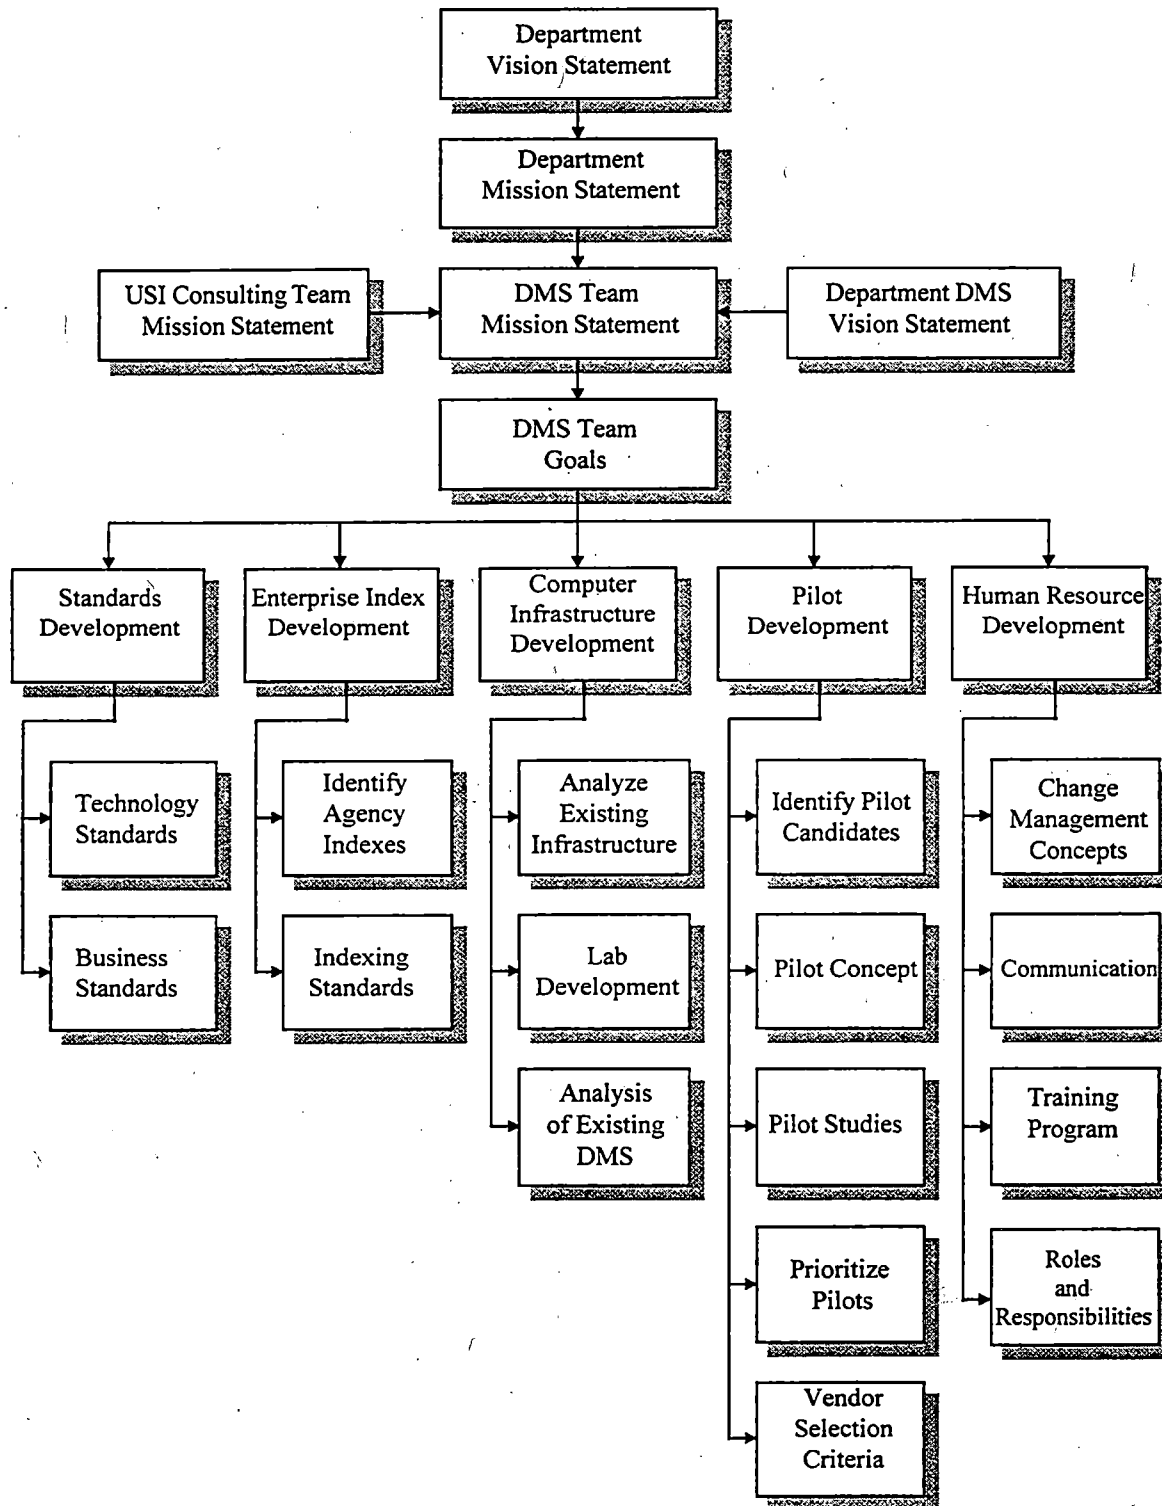 Department
Vision Statement
Department
Mission Statement
USI Consulting Team
Mission Statement
DMS Team
Mission Statement
Department DMS
Vision Statement
DMS Team
Goals
Standards
Development
Enterprise Index
Development
Computer
Infrastructure
Development
Pilot
Development
Human Resource
Development
Technology
Standards
Business
Standards
Identify
Agency
Indexes
Indexing
Standards
Analyze
Existing
Infrastructure
Lab
Development
Analysis
of Existing
DMS
Identify Pilot
Candidates
Pilot Concept
Pilot Studies
Prioritize
Pilots
Vendor
Selection
Criteria
Change
Management
Concepts
Communication
Training
Program
Roles
and
Responsibilities